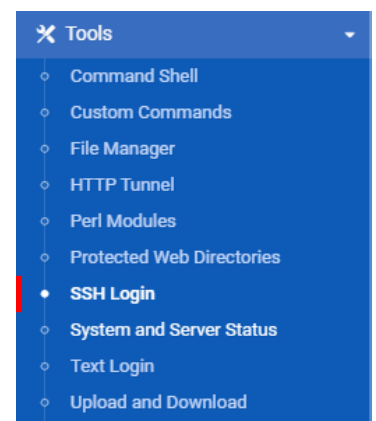 Tools
Command Shell
Custom Commands
File Manager
HTTP Tunnel
Perl Modules
Protected Web Directories
SSH Login
System and Server Status
Text Login
Upload and Download